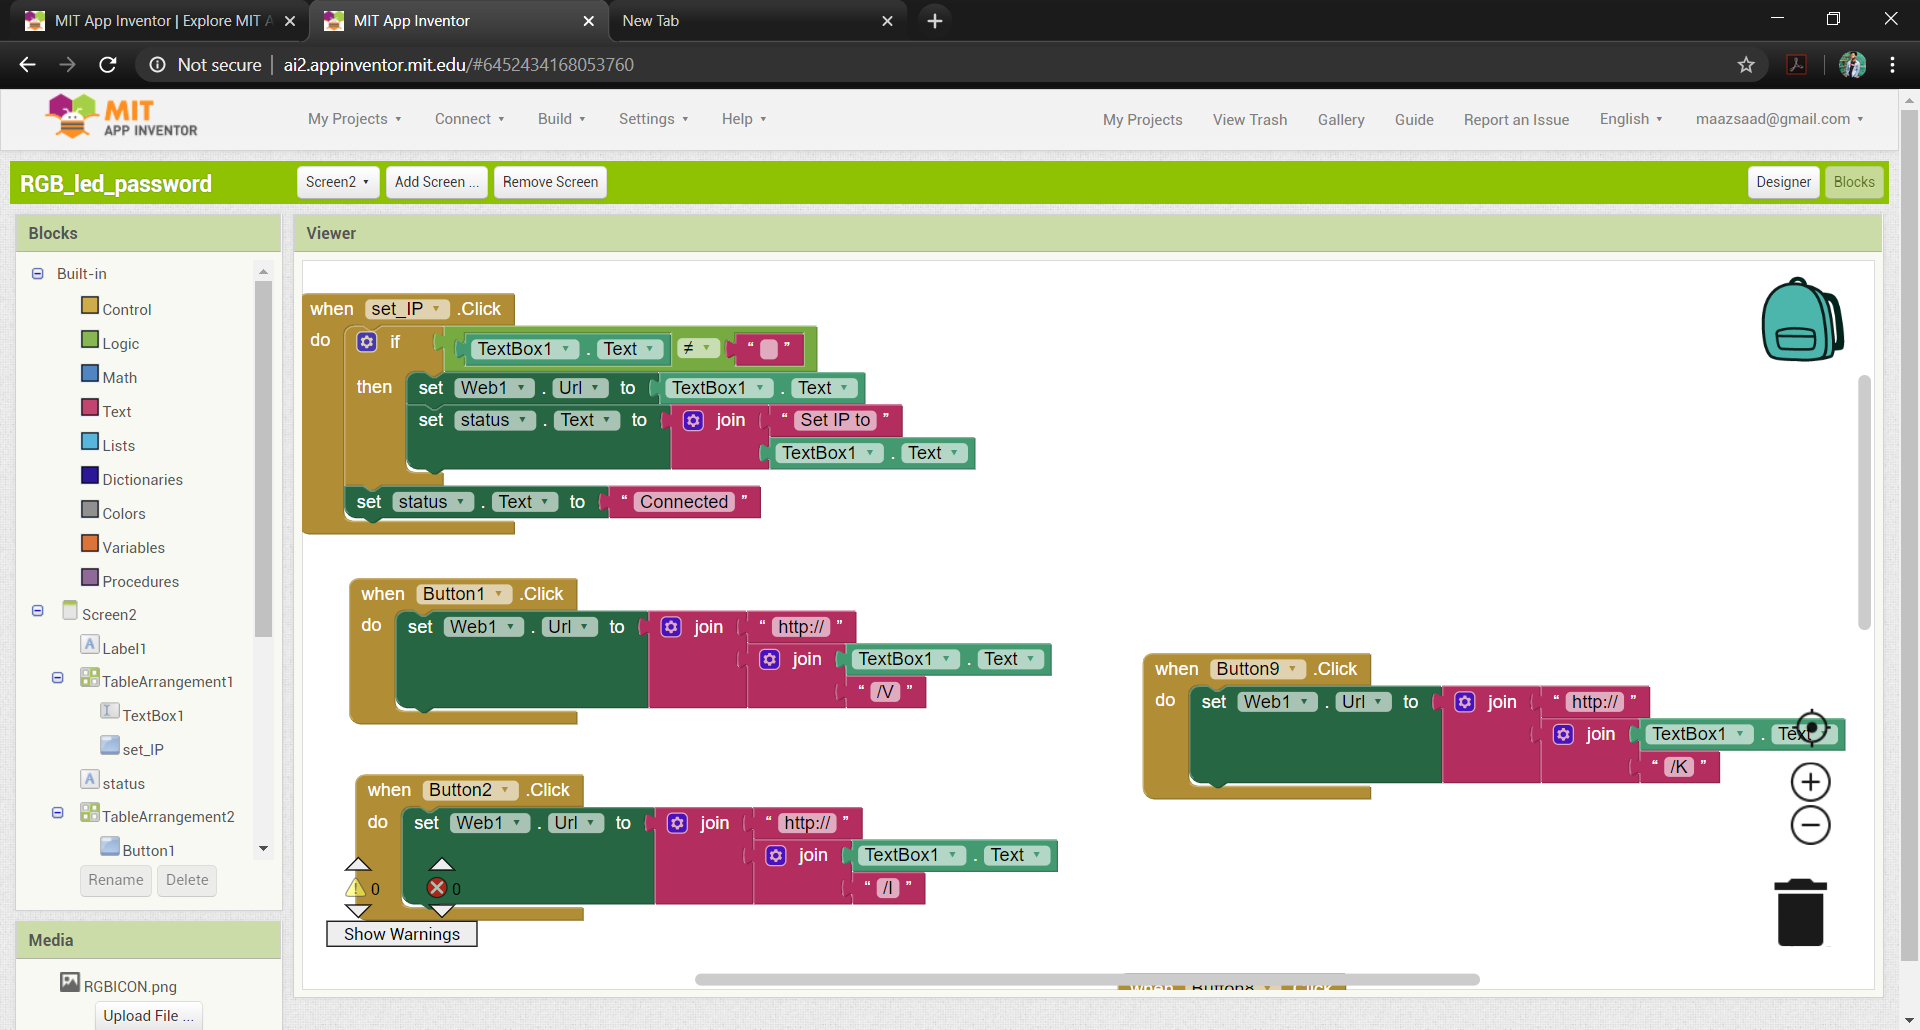 MIT App Inventor | Explore MIT A
MIT App Inventor
New Tab
Not secure | ai2.appinventor.mit.edu/#6452434168053760
MIT
APP INVENTOR
My Projects
Connect
Build
Settings
Help
My Projects
View Trash
Gallery
Guide
Report an Issue
English
maazsaad@gmail.com
RGB_led_password
Screen2
Add Screen ...
Remove Screen
Designer
Blocks
Blocks
Built-in
Control
Logic
Math
Text
Lists
Dictionaries
Colors
Variables
Procedures
Screen2
Label1
TableArrangement1
TextBox1
set_IP
status
TableArrangement2
Button1
Rename
Delete
Media
RGBICON.png
Upload File ...
Viewer
when set_IP .Click
do if TextBox1 . Text ≠ “ ”
then set Web1 . Url to TextBox1 . Text
set status . Text to join “ Set IP to ”
TextBox1 . Text
set status . Text to “ Connected ”
when Button1 .Click
do set Web1 . Url to join “ http:// ”
join TextBox1 . Text
“ /V ”
when Button2 .Click
do set Web1 . Url to join “ http:// ”
join TextBox1 . Text
“ /I ”
0 0
Show Warnings
when Button9 .Click
do set Web1 . Url to join “ http:// ”
join TextBox1 . Text
“ /K ”
when Button8 .Click